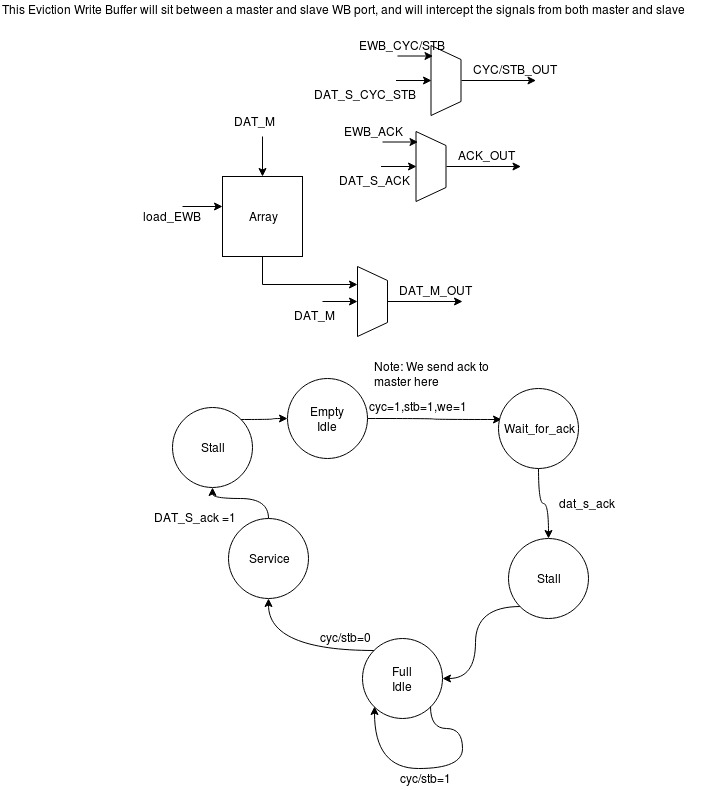 This Eviction Write Buffer will sit between a master and slave WB port, and will intercept the signals from both master and slave
EWB_CYC/STB
CYC/STB_OUT
DAT_S_CYC_STB
DAT_M
EWB_ACK
ACK_OUT
DAT_S_ACK
load_EWB
Array
DAT_M_OUT
DAT_M
Note: We send ack to
master here
Empty
Idle
cyc=1,stb=1,we=1
Wait_for_ack
Stall
dat_s_ack
DAT_S_ack =1
Service
Stall
cyc/stb=0
Full
Idle
cyc/stb=1